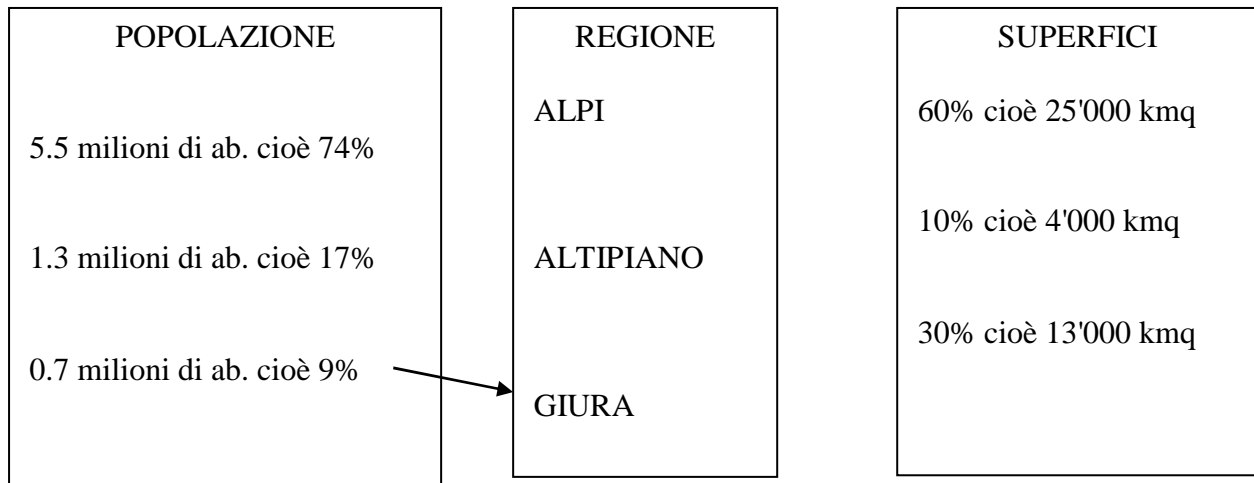 POPOLAZIONE
5.5 milioni di ab. cioè 74%
1.3 milioni di ab. cioè 17%
0.7 milioni di ab. cioè 9%
REGIONE
ALPI
ALTIPIANO
GIURA
SUPERFICI
60% cioè 25'000 kmq
10% cioè 4'000 kmq
30% cioè 13'000 kmq